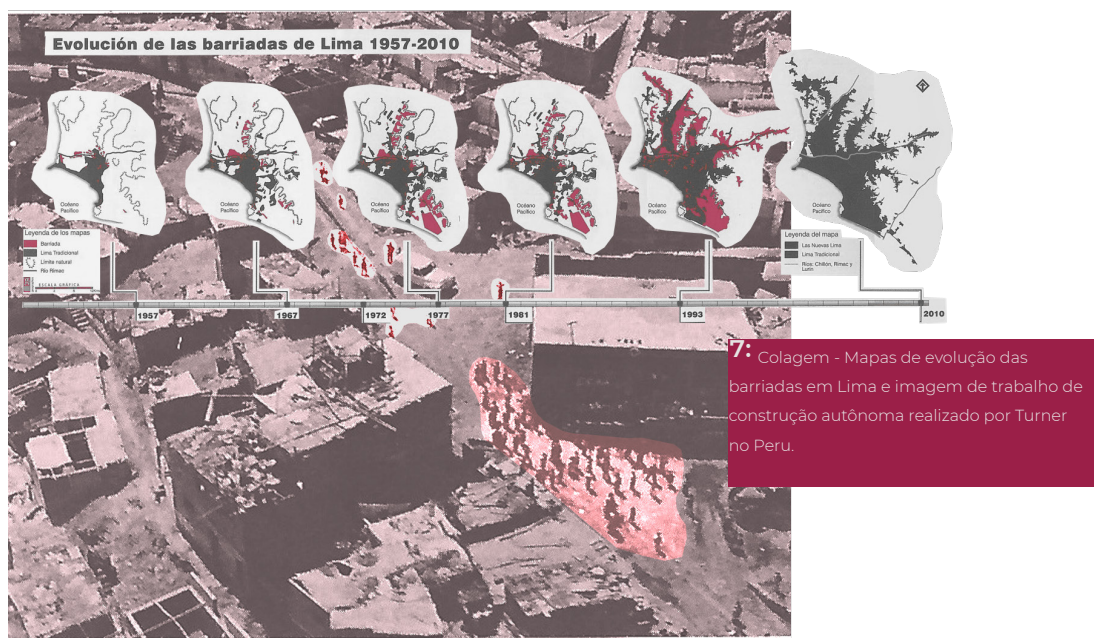 Evolución de las barriadas de Lima 1957-2010
Océano
Pacífico
Océano
Pacífico
Océano
Pacífico
Océano
Pacífico
Océano
Pacífico
Océano
Pacífico
Leyenda de los mapas
Barriada
Lima Tradicional
Límite natural
Río Rímac
ESCALA GRÁFICA
Leyenda del mapa
Las Nuevas Lima
Lima Tradicional
Ríos: Chillón, Rímac y
Lurín
1957
1967
1972
1977
1981
1993
2010
7: Colagem - Mapas de evolução das
barriadas em Lima e imagem de trabalho de
construção autônoma realizado por Turner
no Peru.